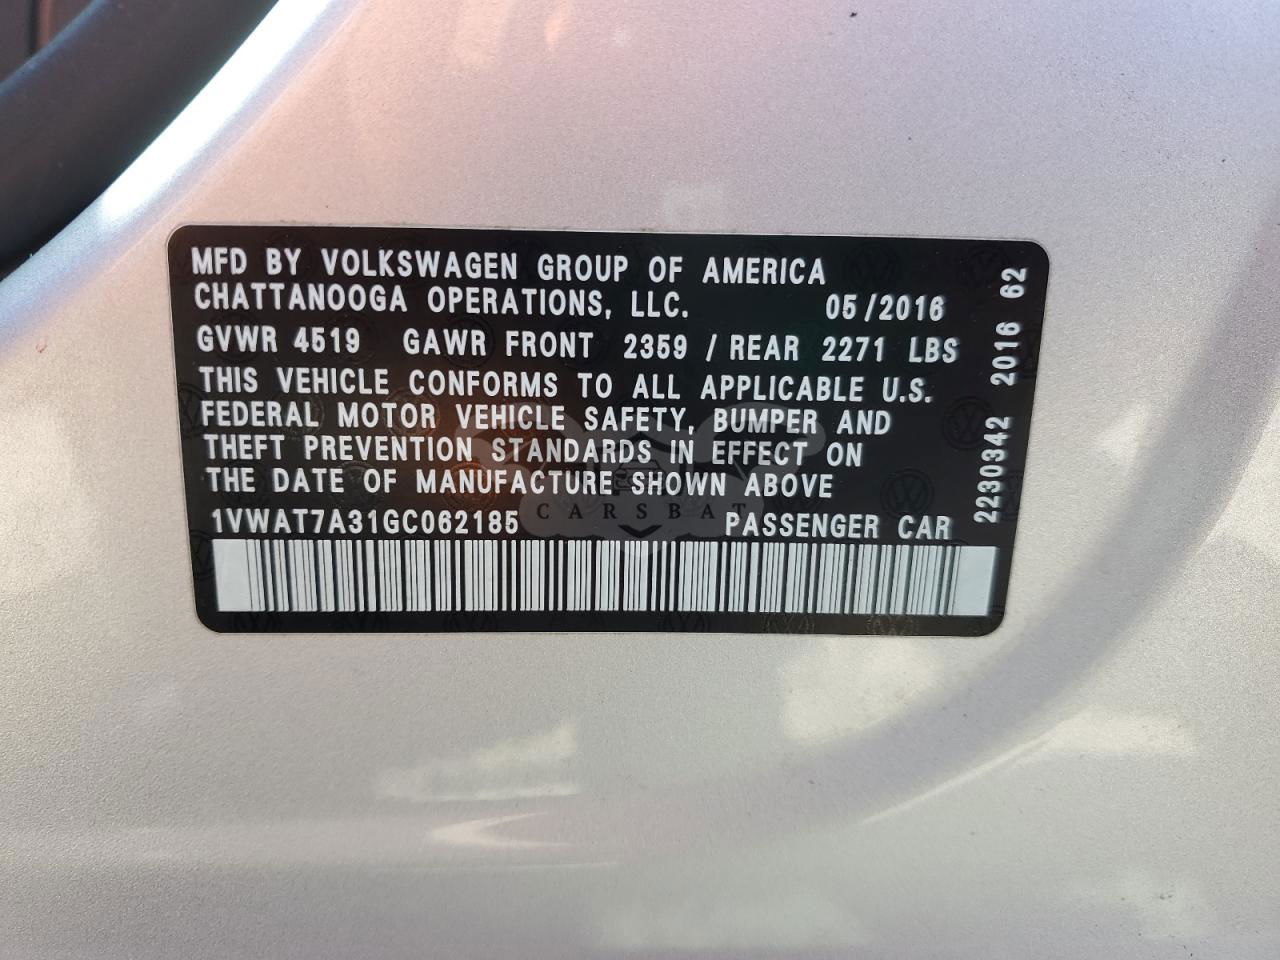 MFD BY VOLKSWAGEN GROUP OF AMERICA
CHATTANOOGA OPERATIONS, LLC. 05/2016
GVWR 4519 GAWR FRONT 2359 / REAR 2271 LBS
THIS VEHICLE CONFORMS TO ALL APPLICABLE U.S.
FEDERAL MOTOR VEHICLE SAFETY, BUMPER AND
THEFT PREVENTION STANDARDS IN EFFECT ON
THE DATE OF MANUFACTURE SHOWN ABOVE
1VWAT7A31GC062185 PASSENGER CAR
2230342 2016 62
CARSBAT